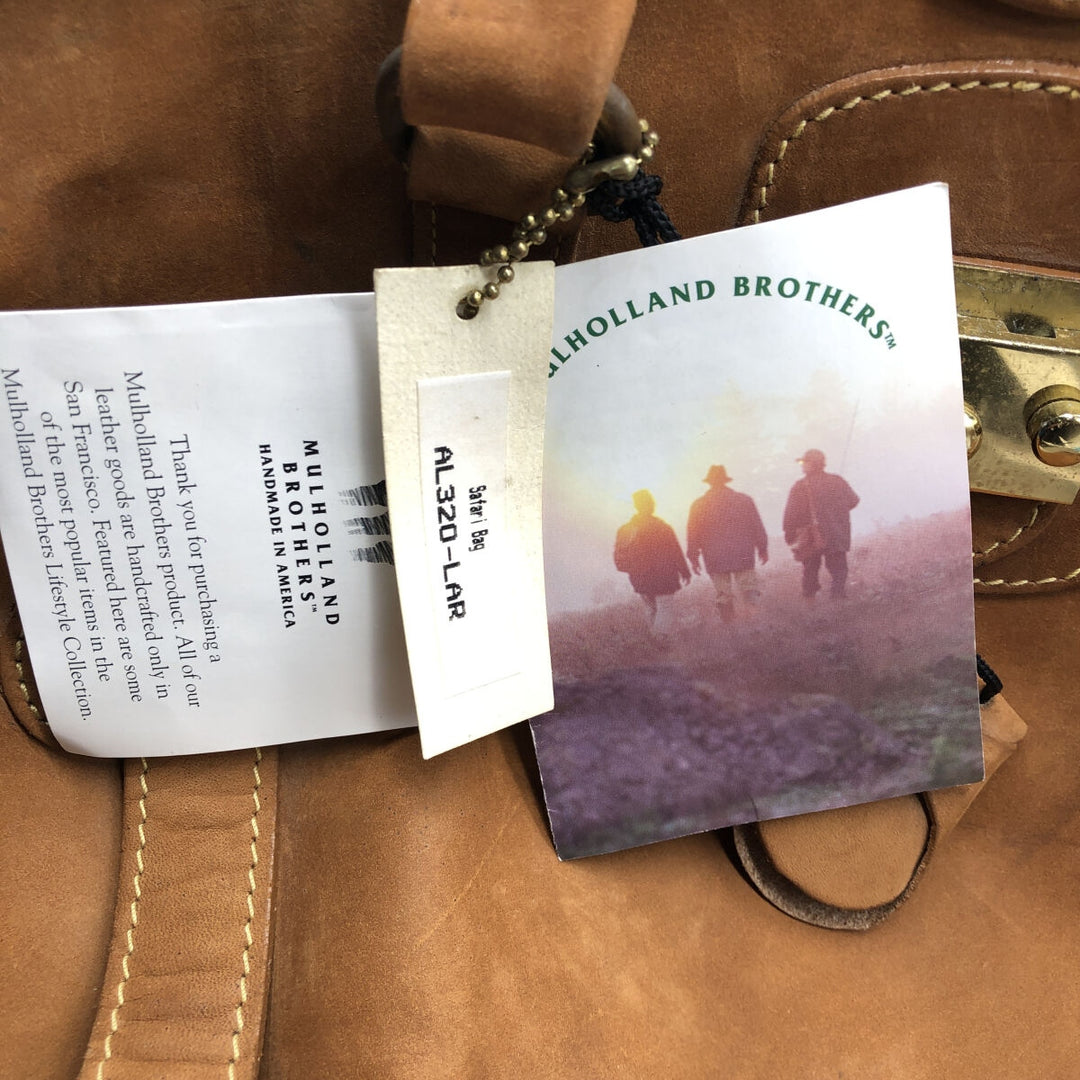 MULHOLLAND BROTHERS™
Safari Bag
AL320-LAR
MULHOLLAND
BROTHERS™
HANDMADE IN AMERICA
Thank you for purchasing a
Mulholland Brothers product. All of our
leather goods are handcrafted only in
San Francisco. Featured here are some
of the most popular items in the
Mulholland Brothers Lifestyle Collection.